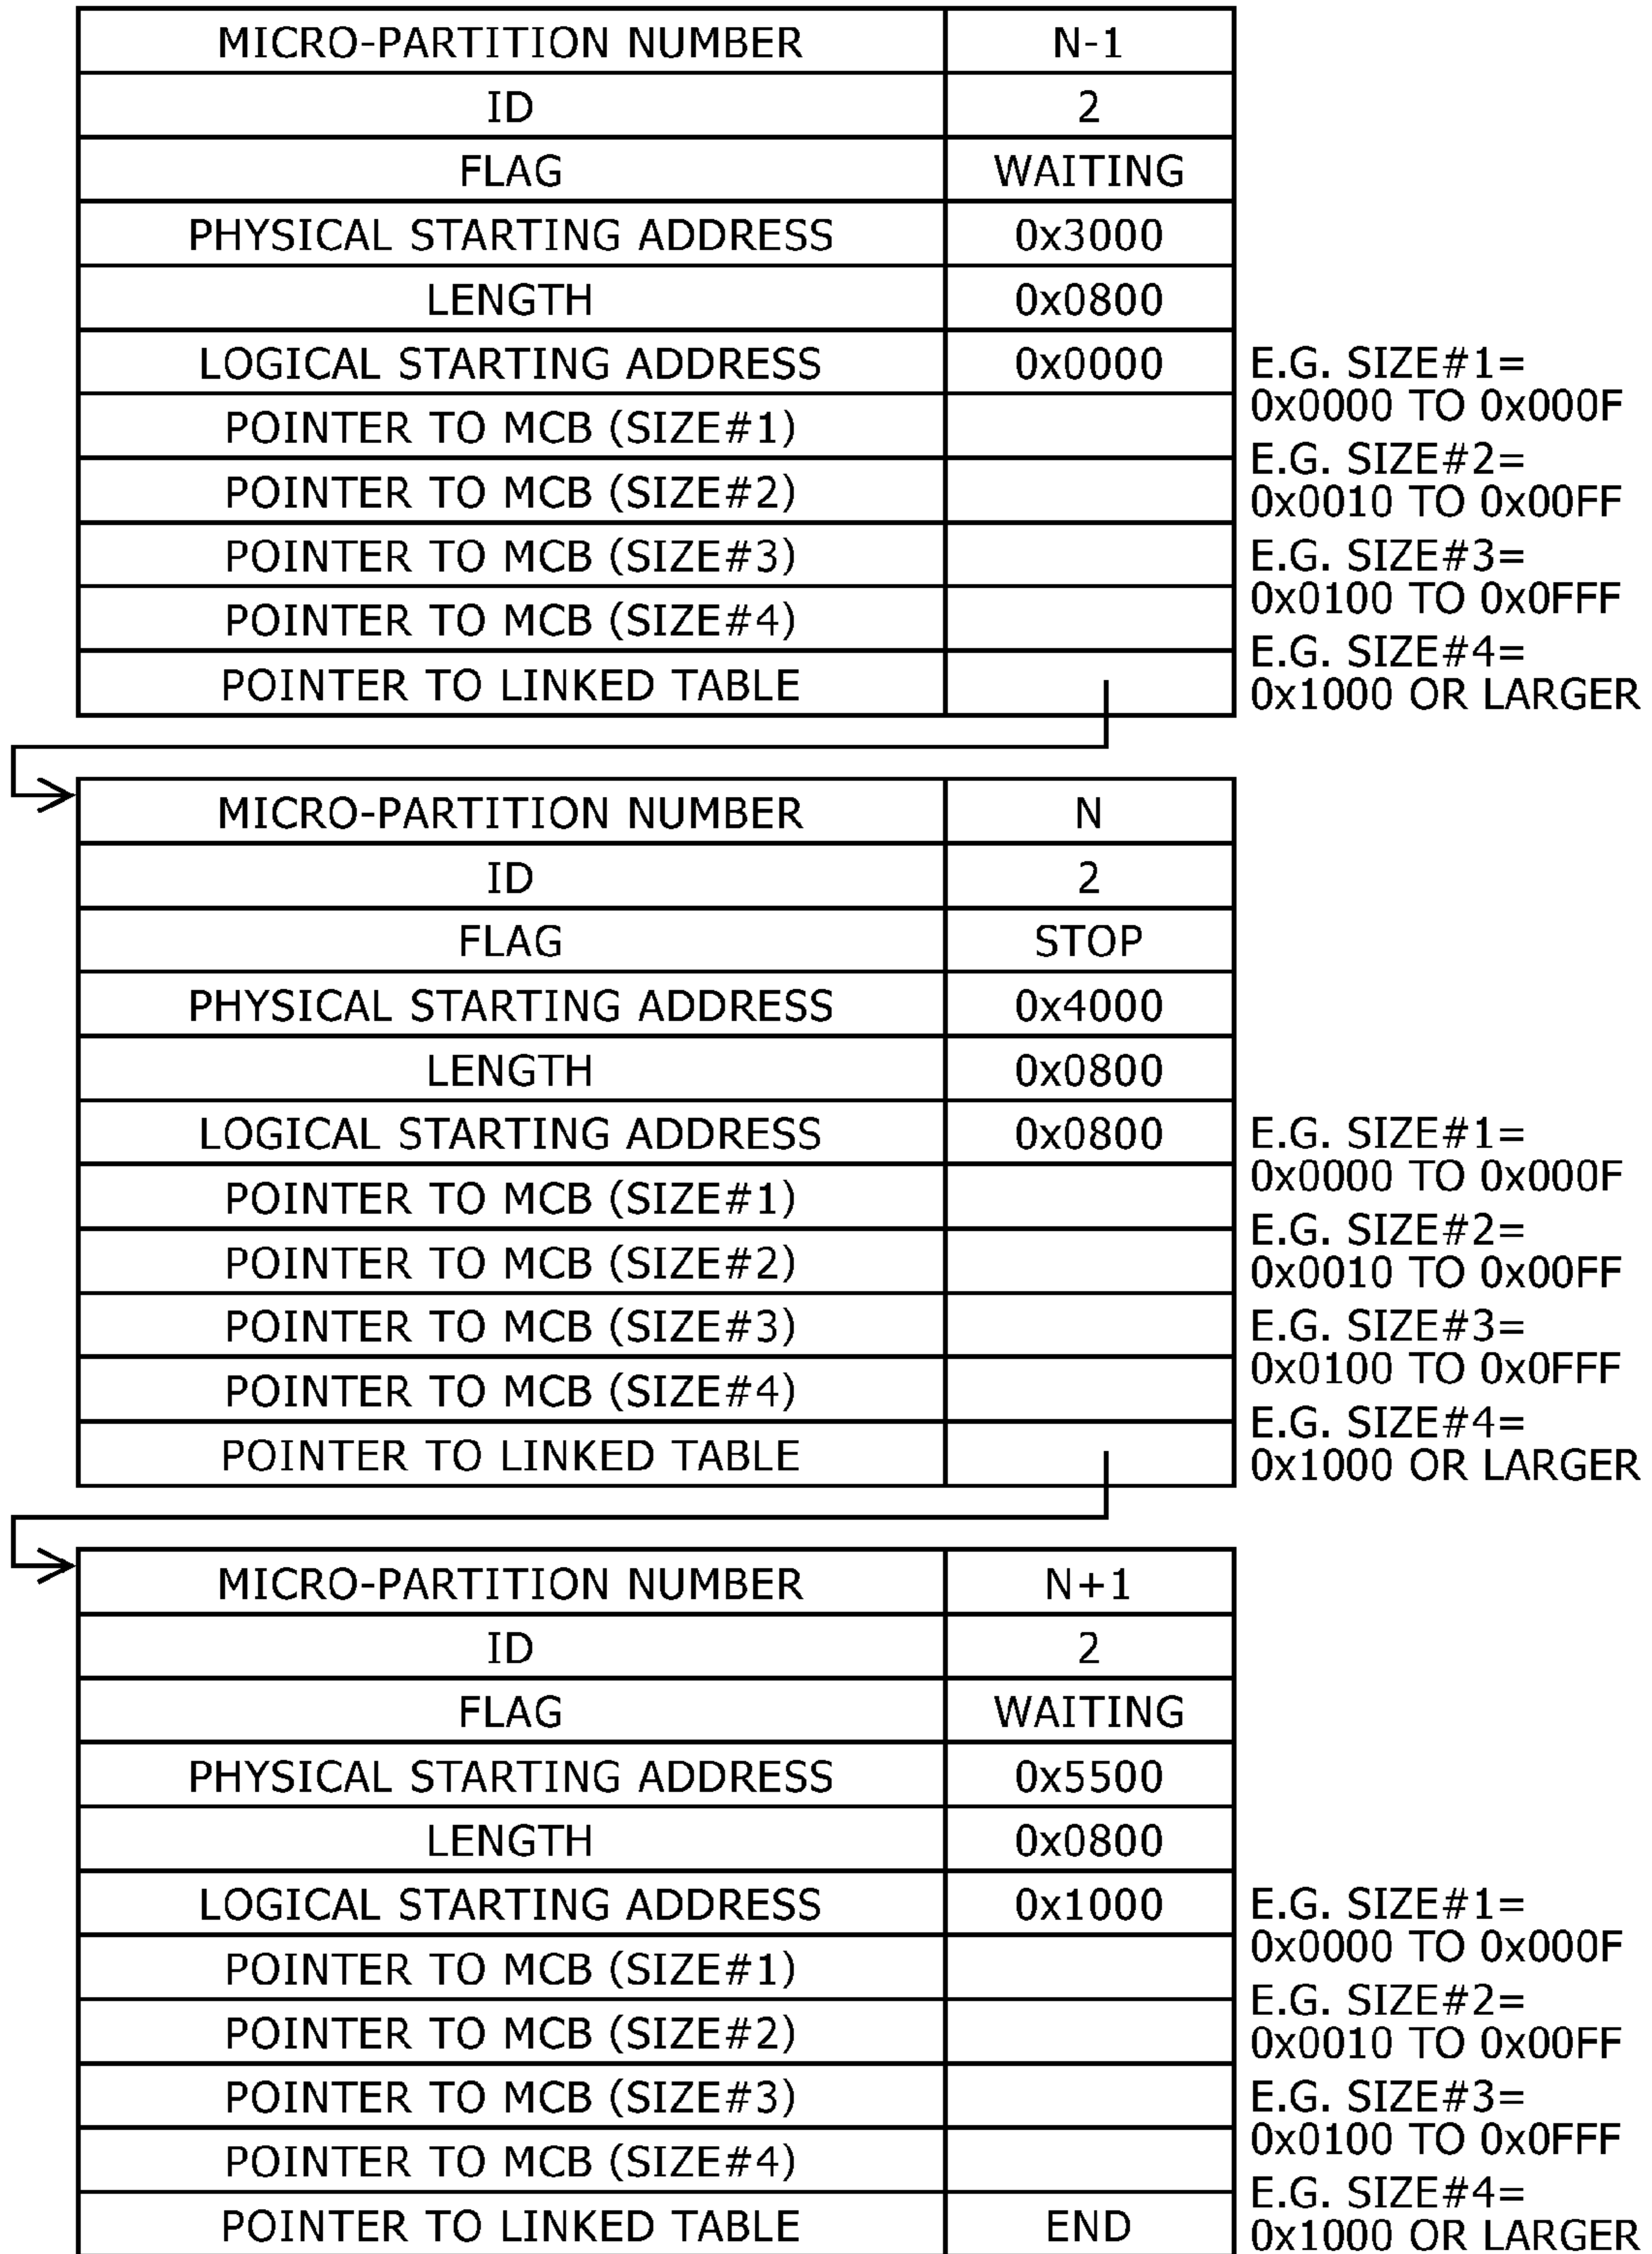 MICRO-PARTITION NUMBER N-1
ID 2
FLAG WAITING
PHYSICAL STARTING ADDRESS 0x3000
LENGTH 0x0800
LOGICAL STARTING ADDRESS 0x0000
POINTER TO MCB (SIZE#1)
POINTER TO MCB (SIZE#2)
POINTER TO MCB (SIZE#3)
POINTER TO MCB (SIZE#4)
POINTER TO LINKED TABLE
E.G. SIZE#1=
0x0000 TO 0x000F
E.G. SIZE#2=
0x0010 TO 0x00FF
E.G. SIZE#3=
0x0100 TO 0x0FFF
E.G. SIZE#4=
0x1000 OR LARGER
MICRO-PARTITION NUMBER N
ID 2
FLAG STOP
PHYSICAL STARTING ADDRESS 0x4000
LENGTH 0x0800
LOGICAL STARTING ADDRESS 0x0800
POINTER TO MCB (SIZE#1)
POINTER TO MCB (SIZE#2)
POINTER TO MCB (SIZE#3)
POINTER TO MCB (SIZE#4)
POINTER TO LINKED TABLE
E.G. SIZE#1=
0x0000 TO 0x000F
E.G. SIZE#2=
0x0010 TO 0x00FF
E.G. SIZE#3=
0x0100 TO 0x0FFF
E.G. SIZE#4=
0x1000 OR LARGER
MICRO-PARTITION NUMBER N+1
ID 2
FLAG WAITING
PHYSICAL STARTING ADDRESS 0x5500
LENGTH 0x0800
LOGICAL STARTING ADDRESS 0x1000
POINTER TO MCB (SIZE#1)
POINTER TO MCB (SIZE#2)
POINTER TO MCB (SIZE#3)
POINTER TO MCB (SIZE#4)
POINTER TO LINKED TABLE END
E.G. SIZE#1=
0x0000 TO 0x000F
E.G. SIZE#2=
0x0010 TO 0x00FF
E.G. SIZE#3=
0x0100 TO 0x0FFF
E.G. SIZE#4=
0x1000 OR LARGER